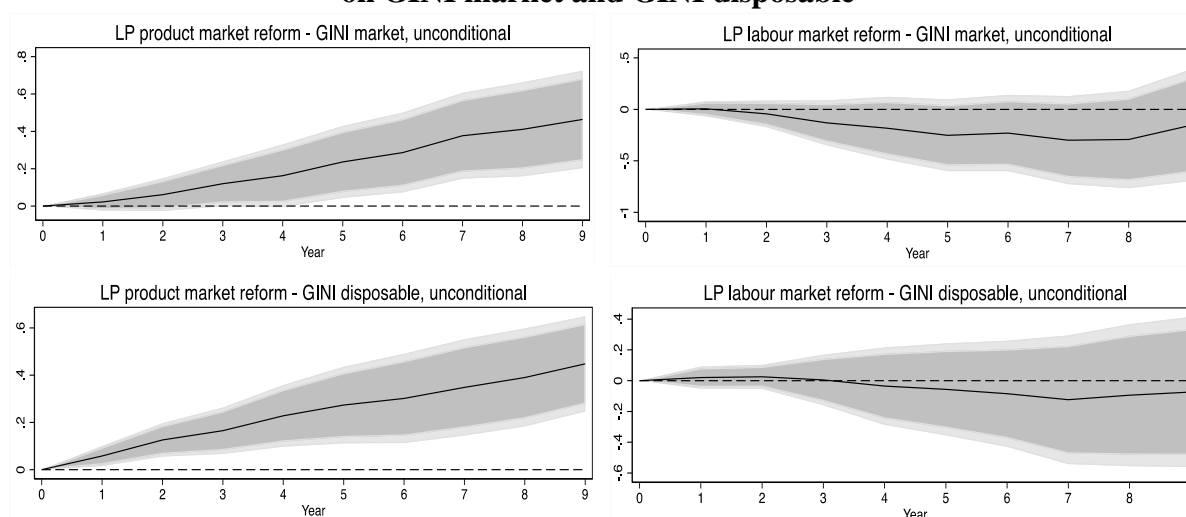 on GINI market and GINI disposable
LP product market reform - GINI market, unconditional
.8
.6
.4
.2
0
0 1 2 3 4 5 6 7 8 9
Year
LP labour market reform - GINI market, unconditional
.5
0
-.5
-1
0 1 2 3 4 5 6 7 8
Year
LP product market reform - GINI disposable, unconditional
.6
.4
.2
0
0 1 2 3 4 5 6 7 8 9
Year
LP labour market reform - GINI disposable, unconditional
.4
.2
0
-.2
-.4
-.6
0 1 2 3 4 5 6 7 8
Year